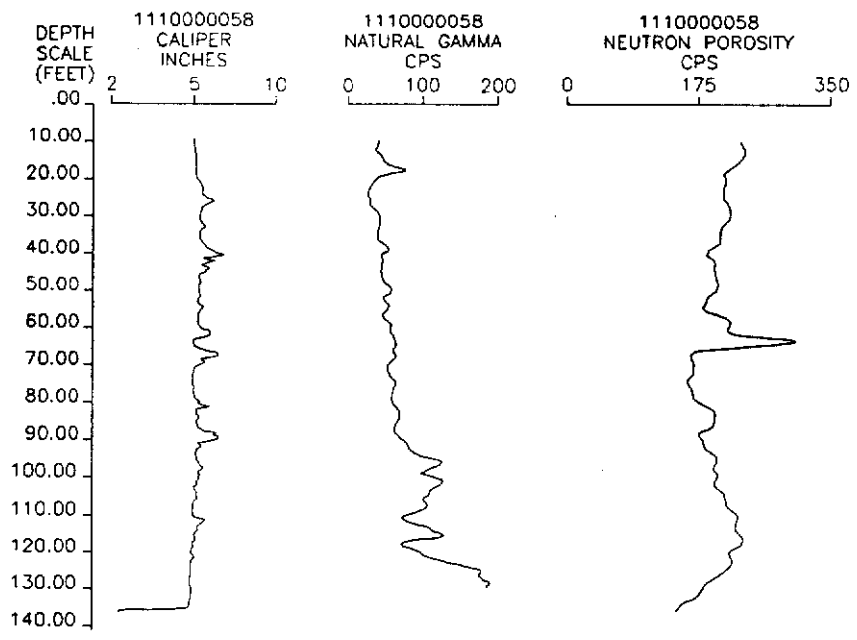 1110000058
1110000058
1110000058
DEPTH
SCALE
(FEET)
CALIPER
INCHES
NATURAL GAMMA
CPS
NEUTRON POROSITY
CPS
2 5 10
0 100 200
0 175 350
.00
10.00
20.00
30.00
40.00
50.00
60.00
70.00
80.00
90.00
100.00
110.00
120.00
130.00
140.00